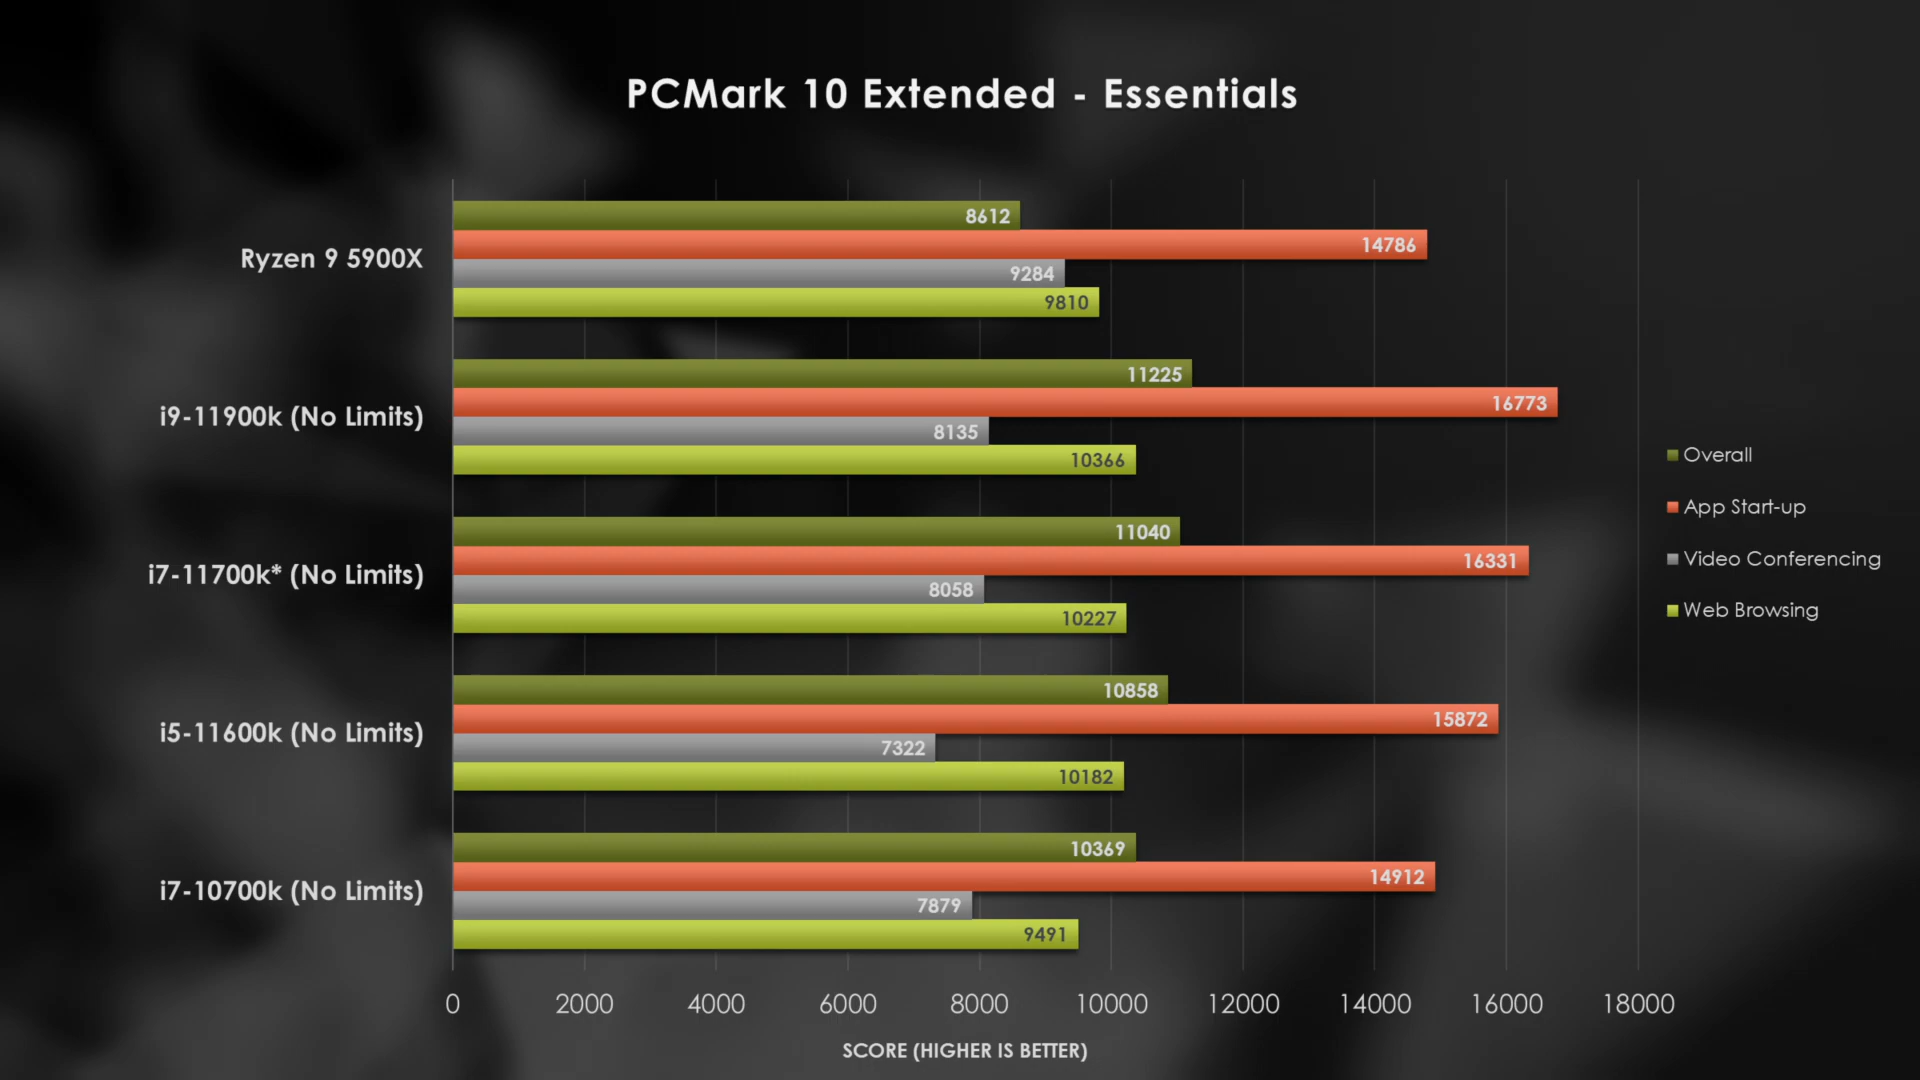 PCMark 10 Extended - Essentials
Ryzen 9 5900X
8612
14786
9284
9810
i9-11900k (No Limits)
11225
16773
8135
10366
i7-11700k* (No Limits)
11040
16331
8058
10227
i5-11600k (No Limits)
10858
15872
7322
10182
i7-10700k (No Limits)
10369
14912
7879
9491
Overall
App Start-up
Video Conferencing
Web Browsing
0 2000 4000 6000 8000 10000 12000 14000 16000 18000
SCORE (HIGHER IS BETTER)